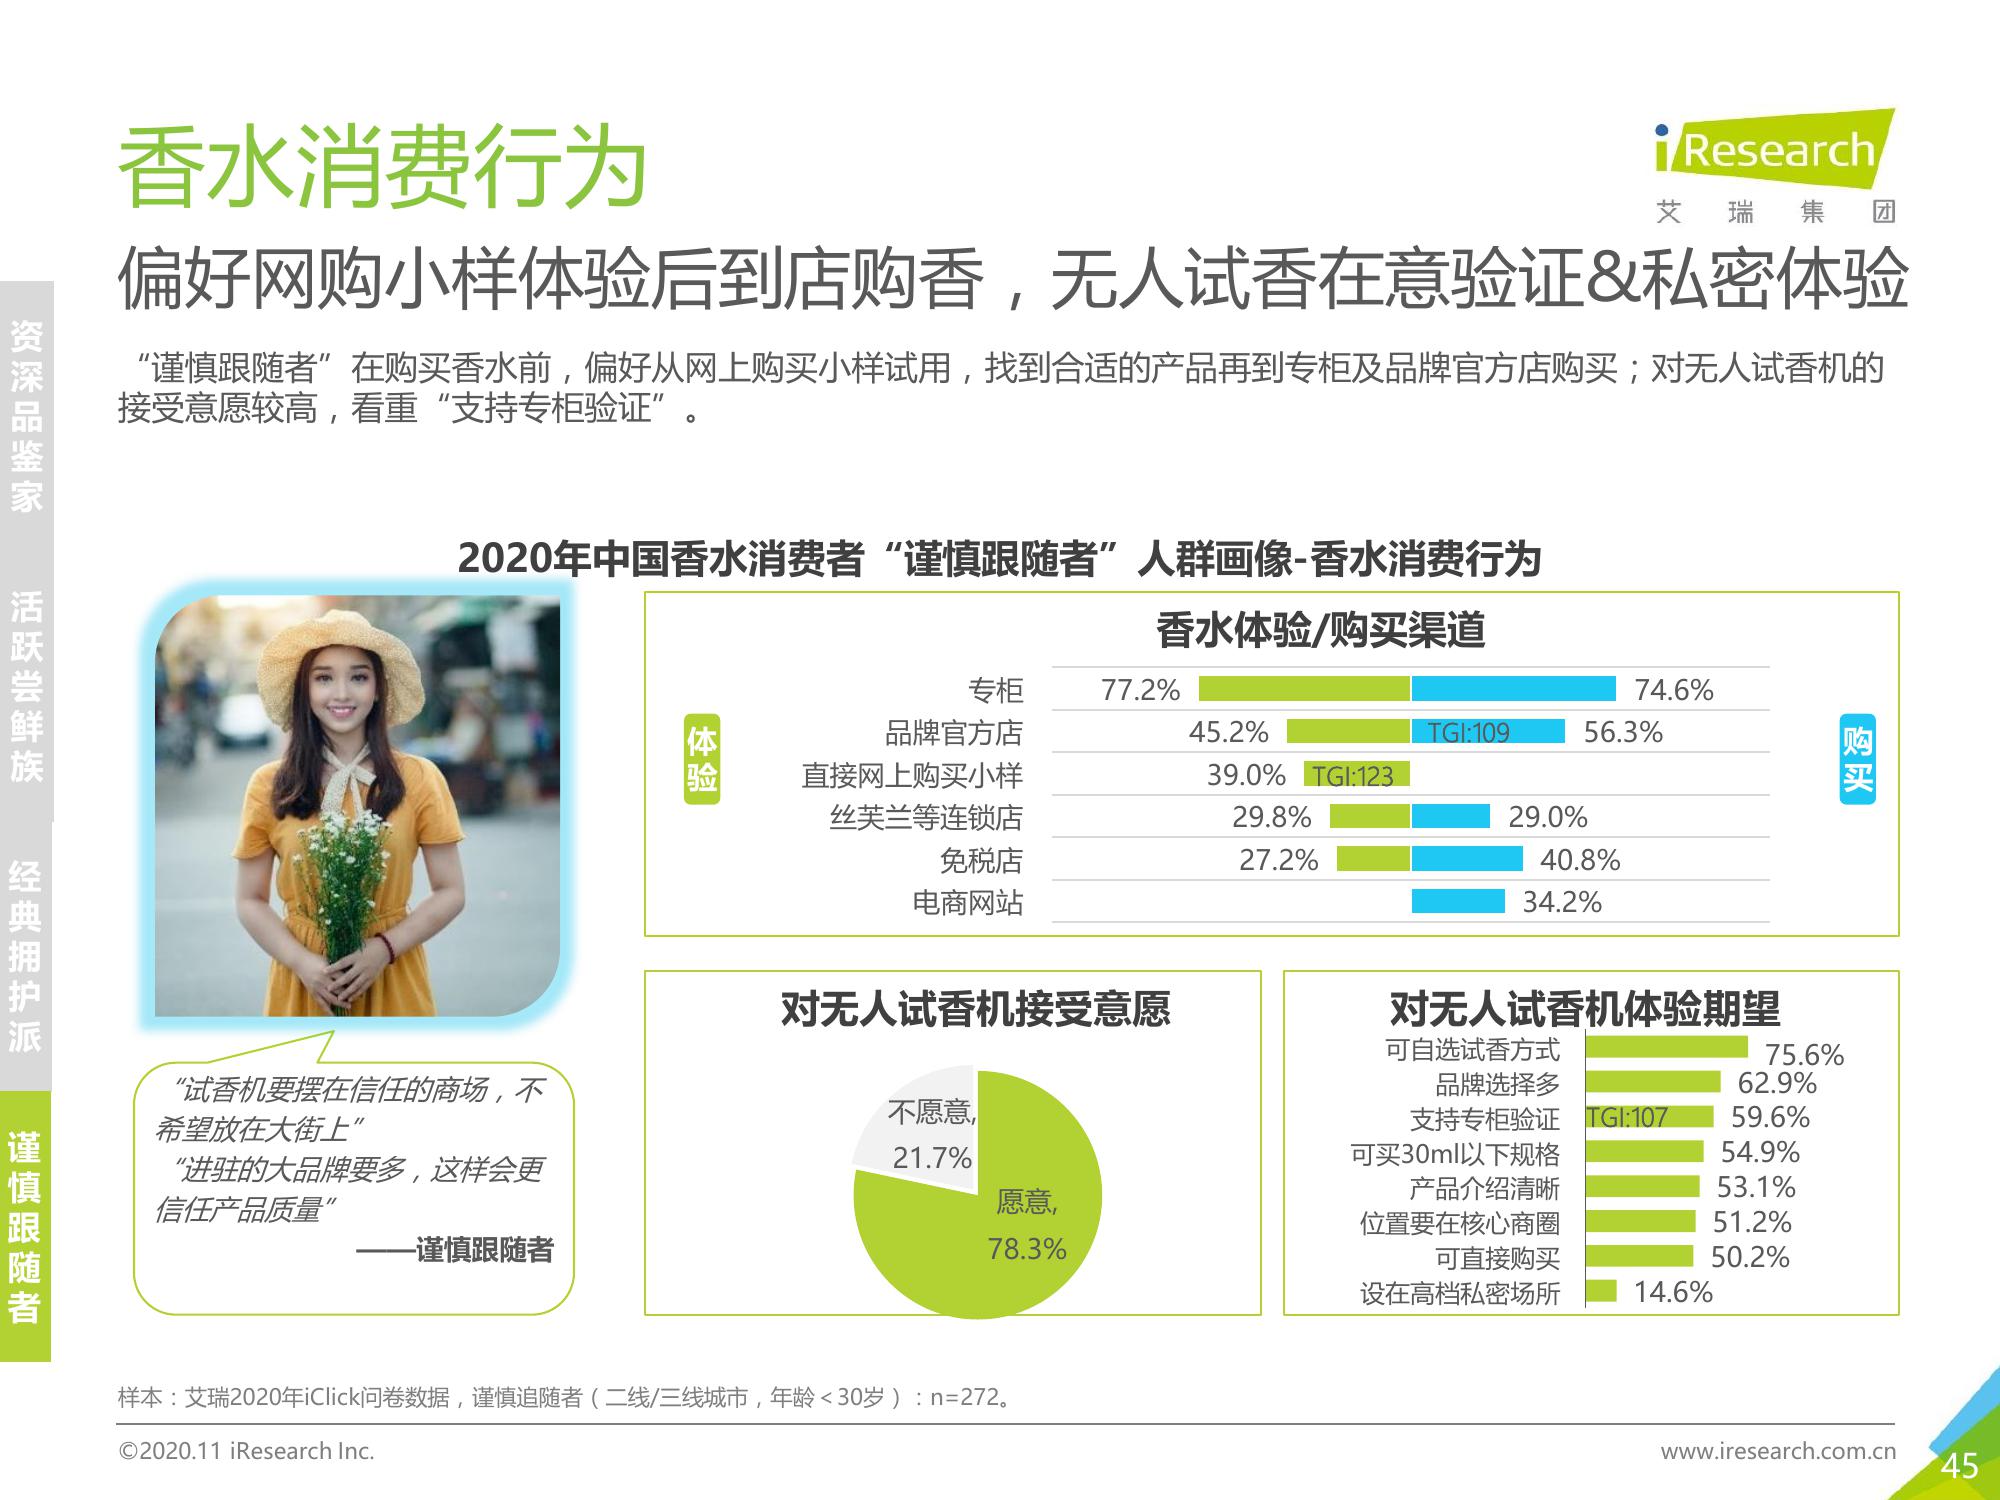 香水消费行为
iResearch
艾瑞集团
偏好网购小样体验后到店购香，无人试香在意验证&私密体验
“谨慎跟随者”在购买香水前，偏好从网上购买小样试用，找到合适的产品再到专柜及品牌官方店购买；对无人试香机的
接受意愿较高，看重“支持专柜验证”。
资深品鉴家
活跃尝鲜族
经典拥护派
谨慎跟随者
2020年中国香水消费者“谨慎跟随者”人群画像-香水消费行为
香水体验/购买渠道
体验
购买
专柜 77.2% 74.6%
品牌官方店 45.2% TGI:109 56.3%
直接网上购买小样 39.0% TGI:123
丝芙兰等连锁店 29.8% 29.0%
免税店 27.2% 40.8%
电商网站 34.2%
“试香机要摆在信任的商场，不
希望放在大街上”
“进驻的大品牌要多，这样会更
信任产品质量”
——谨慎跟随者
对无人试香机接受意愿
不愿意,
21.7%
愿意,
78.3%
对无人试香机体验期望
可自选试香方式 75.6%
品牌选择多 62.9%
支持专柜验证 TGI:107 59.6%
可买30ml以下规格 54.9%
产品介绍清晰 53.1%
位置要在核心商圈 51.2%
可直接购买 50.2%
设在高档私密场所 14.6%
样本：艾瑞2020年iClick问卷数据，谨慎追随者（二线/三线城市，年龄＜30岁）：n=272。
©2020.11 iResearch Inc.
www.iresearch.com.cn
45